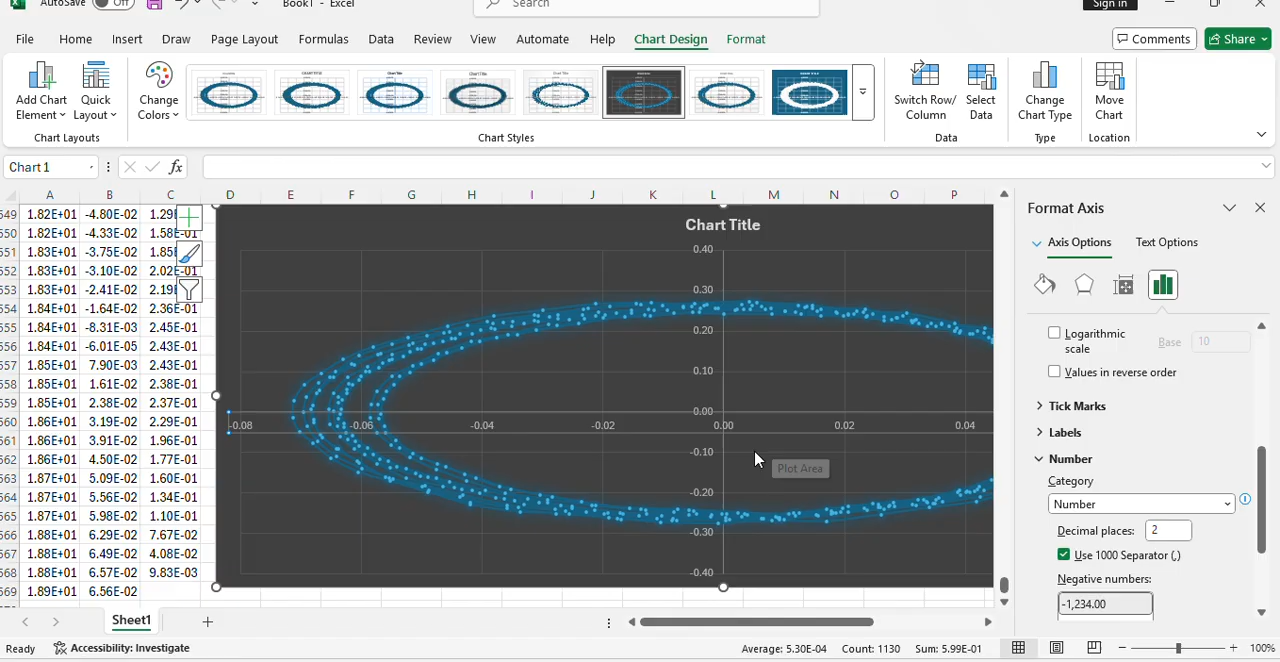 AutoSave Off Book1 - Excel Search Sign in
File Home Insert Draw Page Layout Formulas Data Review View Automate Help Chart Design Format Comments Share
Add Chart Element Quick Layout Change Colors Switch Row/ Column Select Data Change Chart Type Move Chart
Chart Layouts Chart Styles Data Type Location
Chart 1 fx
A B C D E F G H I J K L M N O P
549 1.82E+01 -4.80E-02
550 1.82E+01 -4.33E-02 1.58E-01
551 1.83E+01 -3.75E-02
552 1.83E+01 -3.10E-02 2.02E-01
553 1.83E+01 -2.41E-02
554 1.84E+01 -1.64E-02 2.36E-01
555 1.84E+01 -8.31E-03 2.45E-01
556 1.84E+01 -6.01E-05 2.43E-01
557 1.85E+01 7.90E-03 2.43E-01
558 1.85E+01 1.61E-02 2.38E-01
559 1.85E+01 2.38E-02 2.37E-01
560 1.86E+01 3.19E-02 2.29E-01
561 1.86E+01 3.91E-02 1.96E-01
562 1.86E+01 4.50E-02 1.77E-01
563 1.87E+01 5.09E-02 1.60E-01
564 1.87E+01 5.56E-02 1.34E-01
565 1.87E+01 5.98E-02 1.10E-01
566 1.88E+01 6.29E-02 7.67E-02
567 1.88E+01 6.49E-02 4.08E-02
568 1.88E+01 6.57E-02 9.83E-03
569 1.89E+01 6.56E-02
Chart Title
0.40
0.30
0.20
0.10
0.00
-0.08 -0.06 -0.04 -0.02 0.00 0.02 0.04
-0.10
Plot Area
-0.20
-0.30
-0.40
Format Axis
Axis Options Text Options
Logarithmic scale Base 10
Values in reverse order
Tick Marks
Labels
Number
Category
Number
Decimal places: 2
Use 1000 Separator (,)
Negative numbers:
-1,234.00
Sheet1
Ready Accessibility: Investigate Average: 5.30E-04 Count: 1130 Sum: 5.99E-01 100%